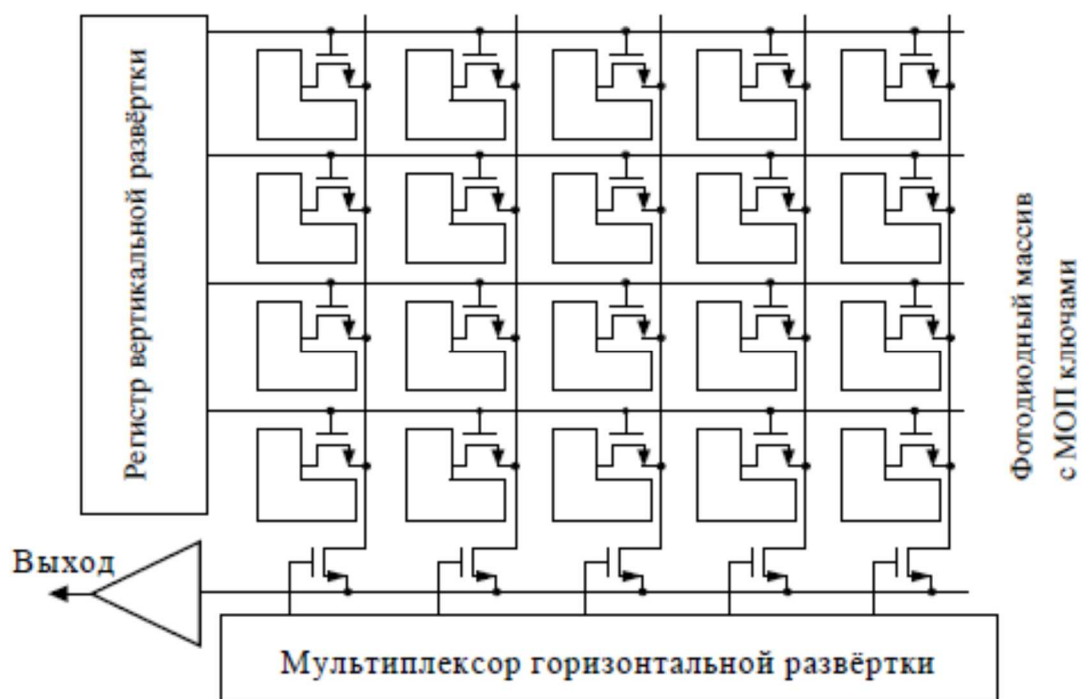 Регистр вертикальной развёртки
Фотодиодный массив
с МОП ключами
Выход
Мультиплексор горизонтальной развёртки